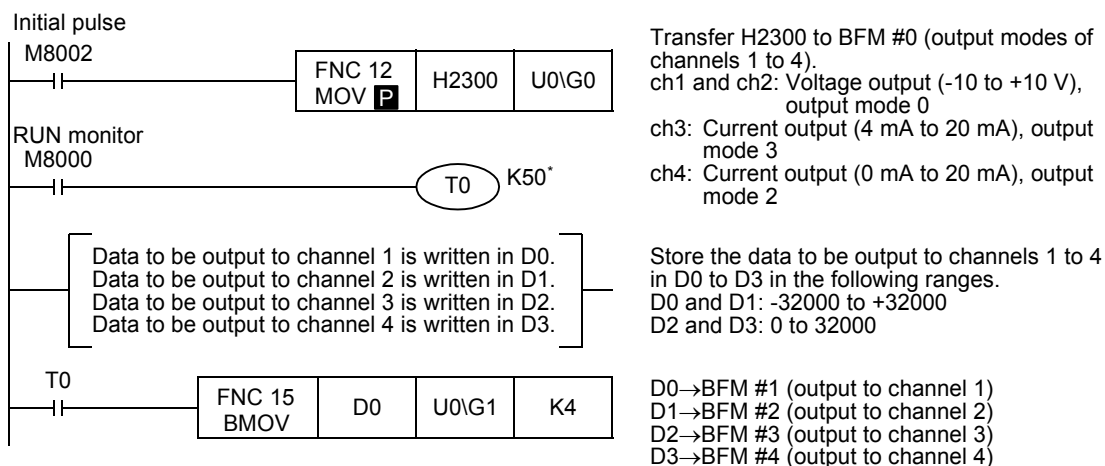 Initial pulse
M8002
FNC 12
MOV P
H2300
U0\G0
Transfer H2300 to BFM #0 (output modes of
channels 1 to 4).
ch1 and ch2: Voltage output (-10 to +10 V),
output mode 0
ch3: Current output (4 mA to 20 mA), output
mode 3
ch4: Current output (0 mA to 20 mA), output
mode 2
RUN monitor
M8000
T0
K50*
Data to be output to channel 1 is written in D0.
Data to be output to channel 2 is written in D1.
Data to be output to channel 3 is written in D2.
Data to be output to channel 4 is written in D3.
Store the data to be output to channels 1 to 4
in D0 to D3 in the following ranges.
D0 and D1: -32000 to +32000
D2 and D3: 0 to 32000
T0
FNC 15
BMOV
D0
U0\G1
K4
D0→BFM #1 (output to channel 1)
D1→BFM #2 (output to channel 2)
D2→BFM #3 (output to channel 3)
D3→BFM #4 (output to channel 4)